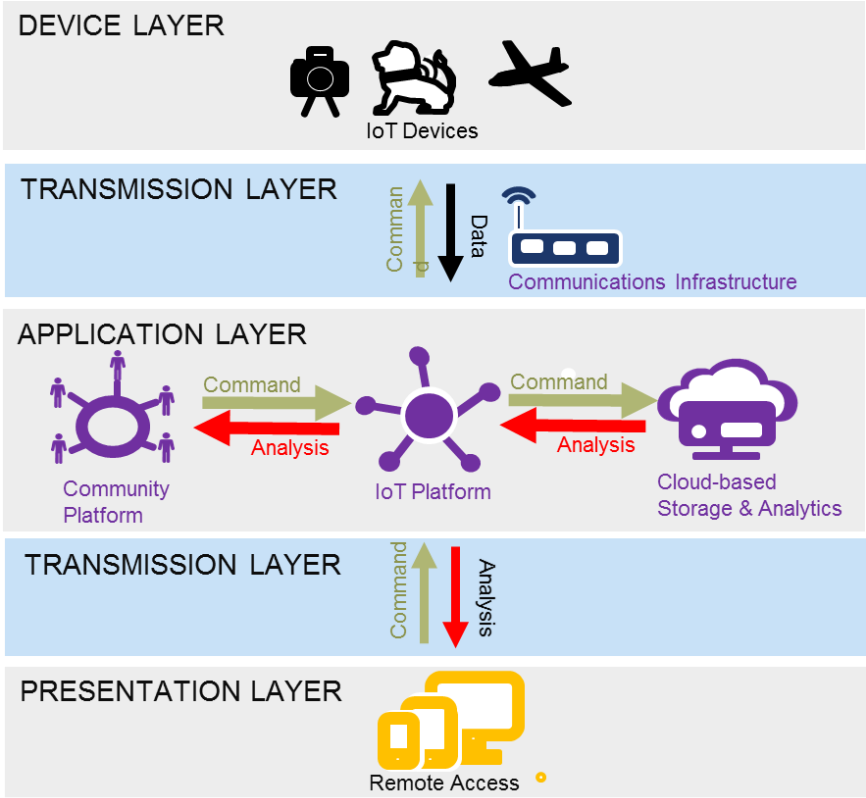 DEVICE LAYER
IoT Devices
TRANSMISSION LAYER
Comman
d
Data
Communications Infrastructure
APPLICATION LAYER
Command
Analysis
Command
Analysis
Community
Platform
IoT Platform
Cloud-based
Storage & Analytics
TRANSMISSION LAYER
Command
Analysis
PRESENTATION LAYER
Remote Access